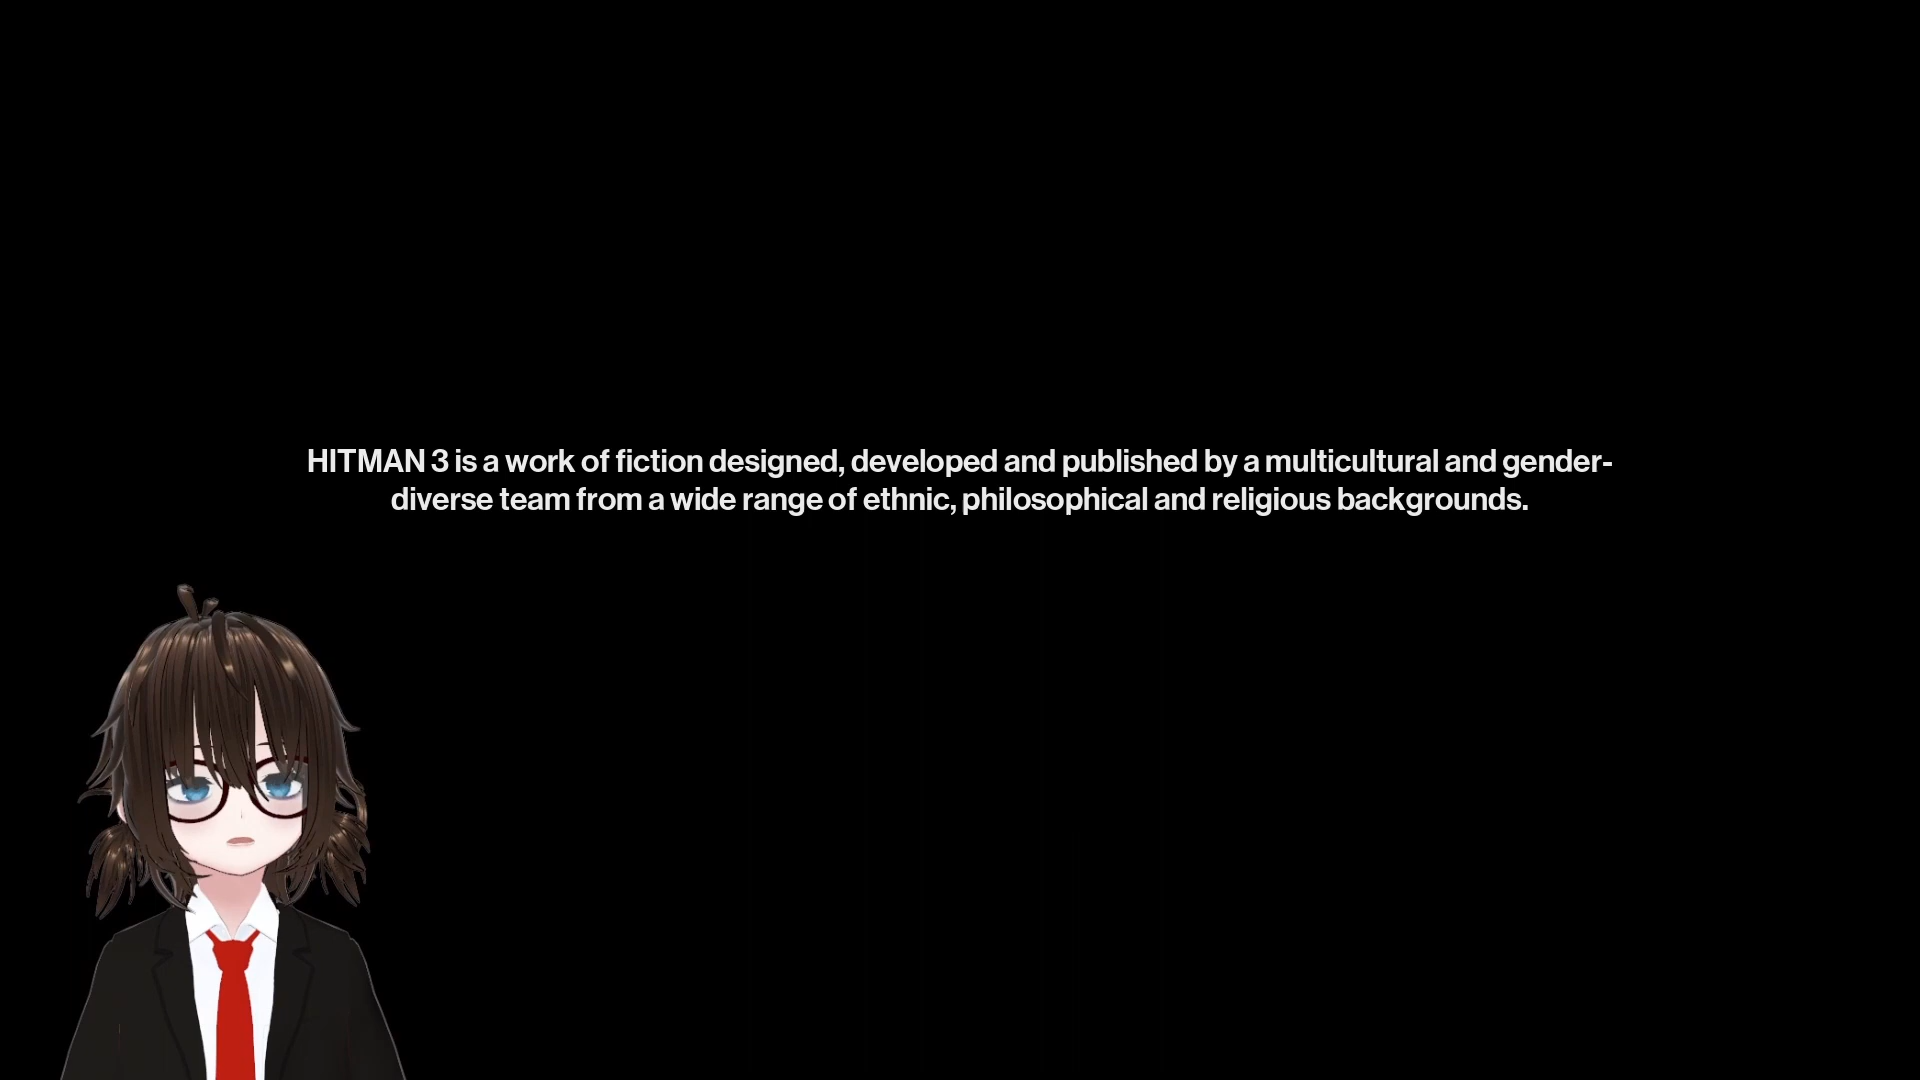 HITMAN 3 is a work of fiction designed, developed and published by a multicultural and gender-
diverse team from a wide range of ethnic, philosophical and religious backgrounds.